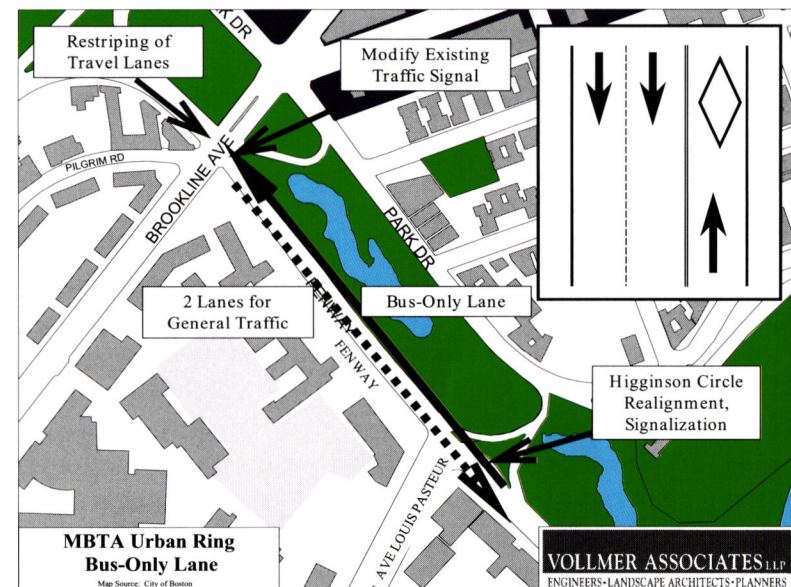 RK DR
Restriping of
Travel Lanes
Modify Existing
Traffic Signal
PILGRIM RD
BROOKLINE AVE
PARK DR
2 Lanes for
General Traffic
FENWAY
Bus-Only Lane
FENWAY
Higginson Circle
Realignment,
Signalization
AVE LOUIS PASTEUR
MBTA Urban Ring
Bus-Only Lane
Map Source: City of Boston
VOLLMER ASSOCIATES LLP
ENGINEERS•LANDSCAPE ARCHITECTS•PLANNERS